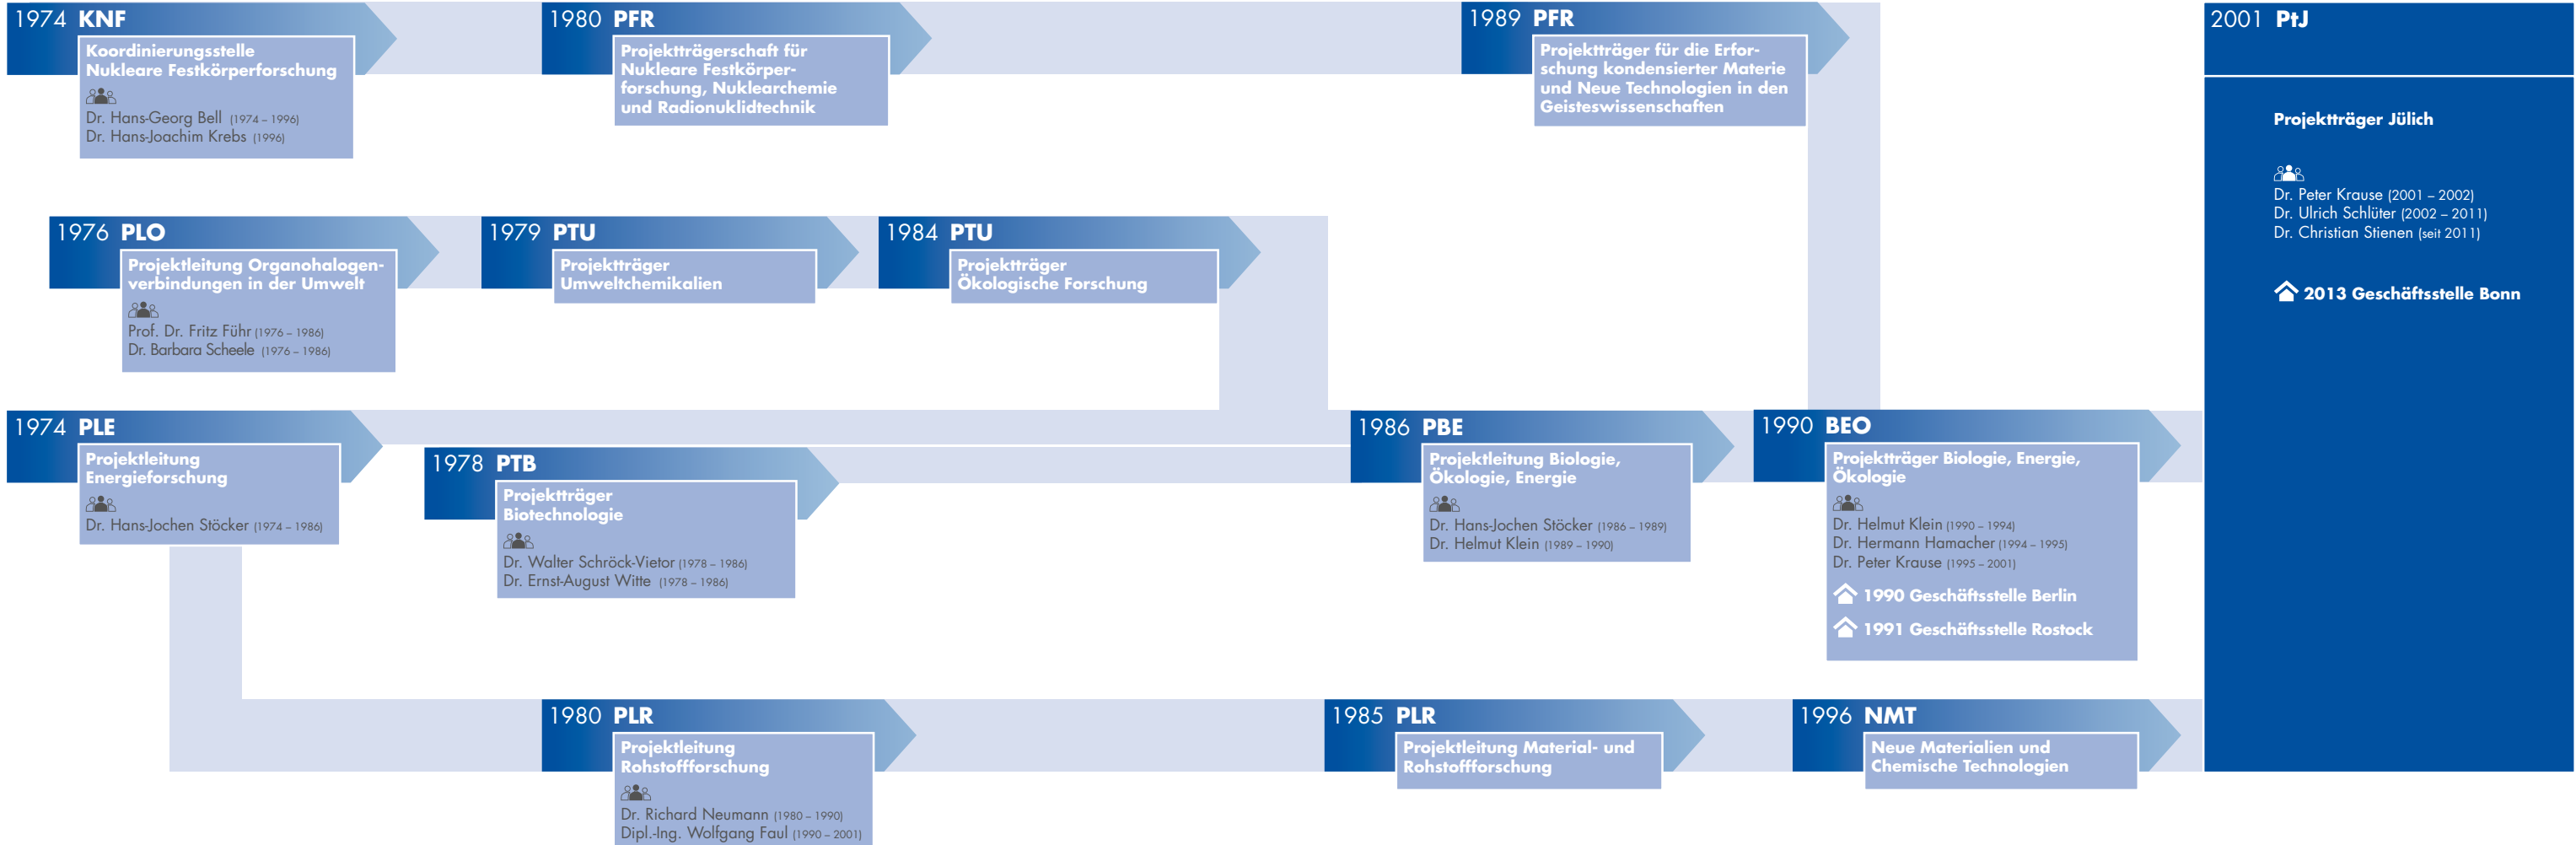 1974 KNF
Koordinierungsstelle
Nukleare Festkörperforschung
Dr. Hans-Georg Bell (1974 – 1996)
Dr. Hans-Joachim Krebs (1996)
1980 PFR
Projektträgerschaft für
Nukleare Festkörper-
forschung, Nuklearchemie
und Radionuklidtechnik
1989 PFR
Projektträger für die Erfor-
schung kondensierter Materie
und Neue Technologien in den
Geisteswissenschaften
1976 PLO
Projektleitung Organohalogen-
verbindungen in der Umwelt
Prof. Dr. Fritz Führ (1976 – 1986)
Dr. Barbara Scheele (1976 – 1986)
1979 PTU
Projektträger
Umweltchemikalien
1984 PTU
Projektträger
Ökologische Forschung
1974 PLE
Projektleitung
Energieforschung
Dr. Hans-Jochen Stöcker (1974 – 1986)
1978 PTB
Projektträger
Biotechnologie
Dr. Walter Schröck-Vietor (1978 – 1986)
Dr. Ernst-August Witte (1978 – 1986)
1986 PBE
Projektleitung Biologie,
Ökologie, Energie
Dr. Hans-Jochen Stöcker (1986 – 1989)
Dr. Helmut Klein (1989 – 1990)
1990 BEO
Projektträger Biologie, Energie,
Ökologie
Dr. Helmut Klein (1990 – 1994)
Dr. Hermann Hamacher (1994 – 1995)
Dr. Peter Krause (1995 – 2001)
1990 Geschäftsstelle Berlin
1991 Geschäftsstelle Rostock
1980 PLR
Projektleitung
Rohstoffforschung
Dr. Richard Neumann (1980 – 1990)
Dipl.-Ing. Wolfgang Faul (1990 – 2001)
1985 PLR
Projektleitung Material- und
Rohstoffforschung
1996 NMT
Neue Materialien und
Chemische Technologien
2001 PtJ
Projektträger Jülich
Dr. Peter Krause (2001 – 2002)
Dr. Ulrich Schlüter (2002 – 2011)
Dr. Christian Stienen (seit 2011)
2013 Geschäftsstelle Bonn